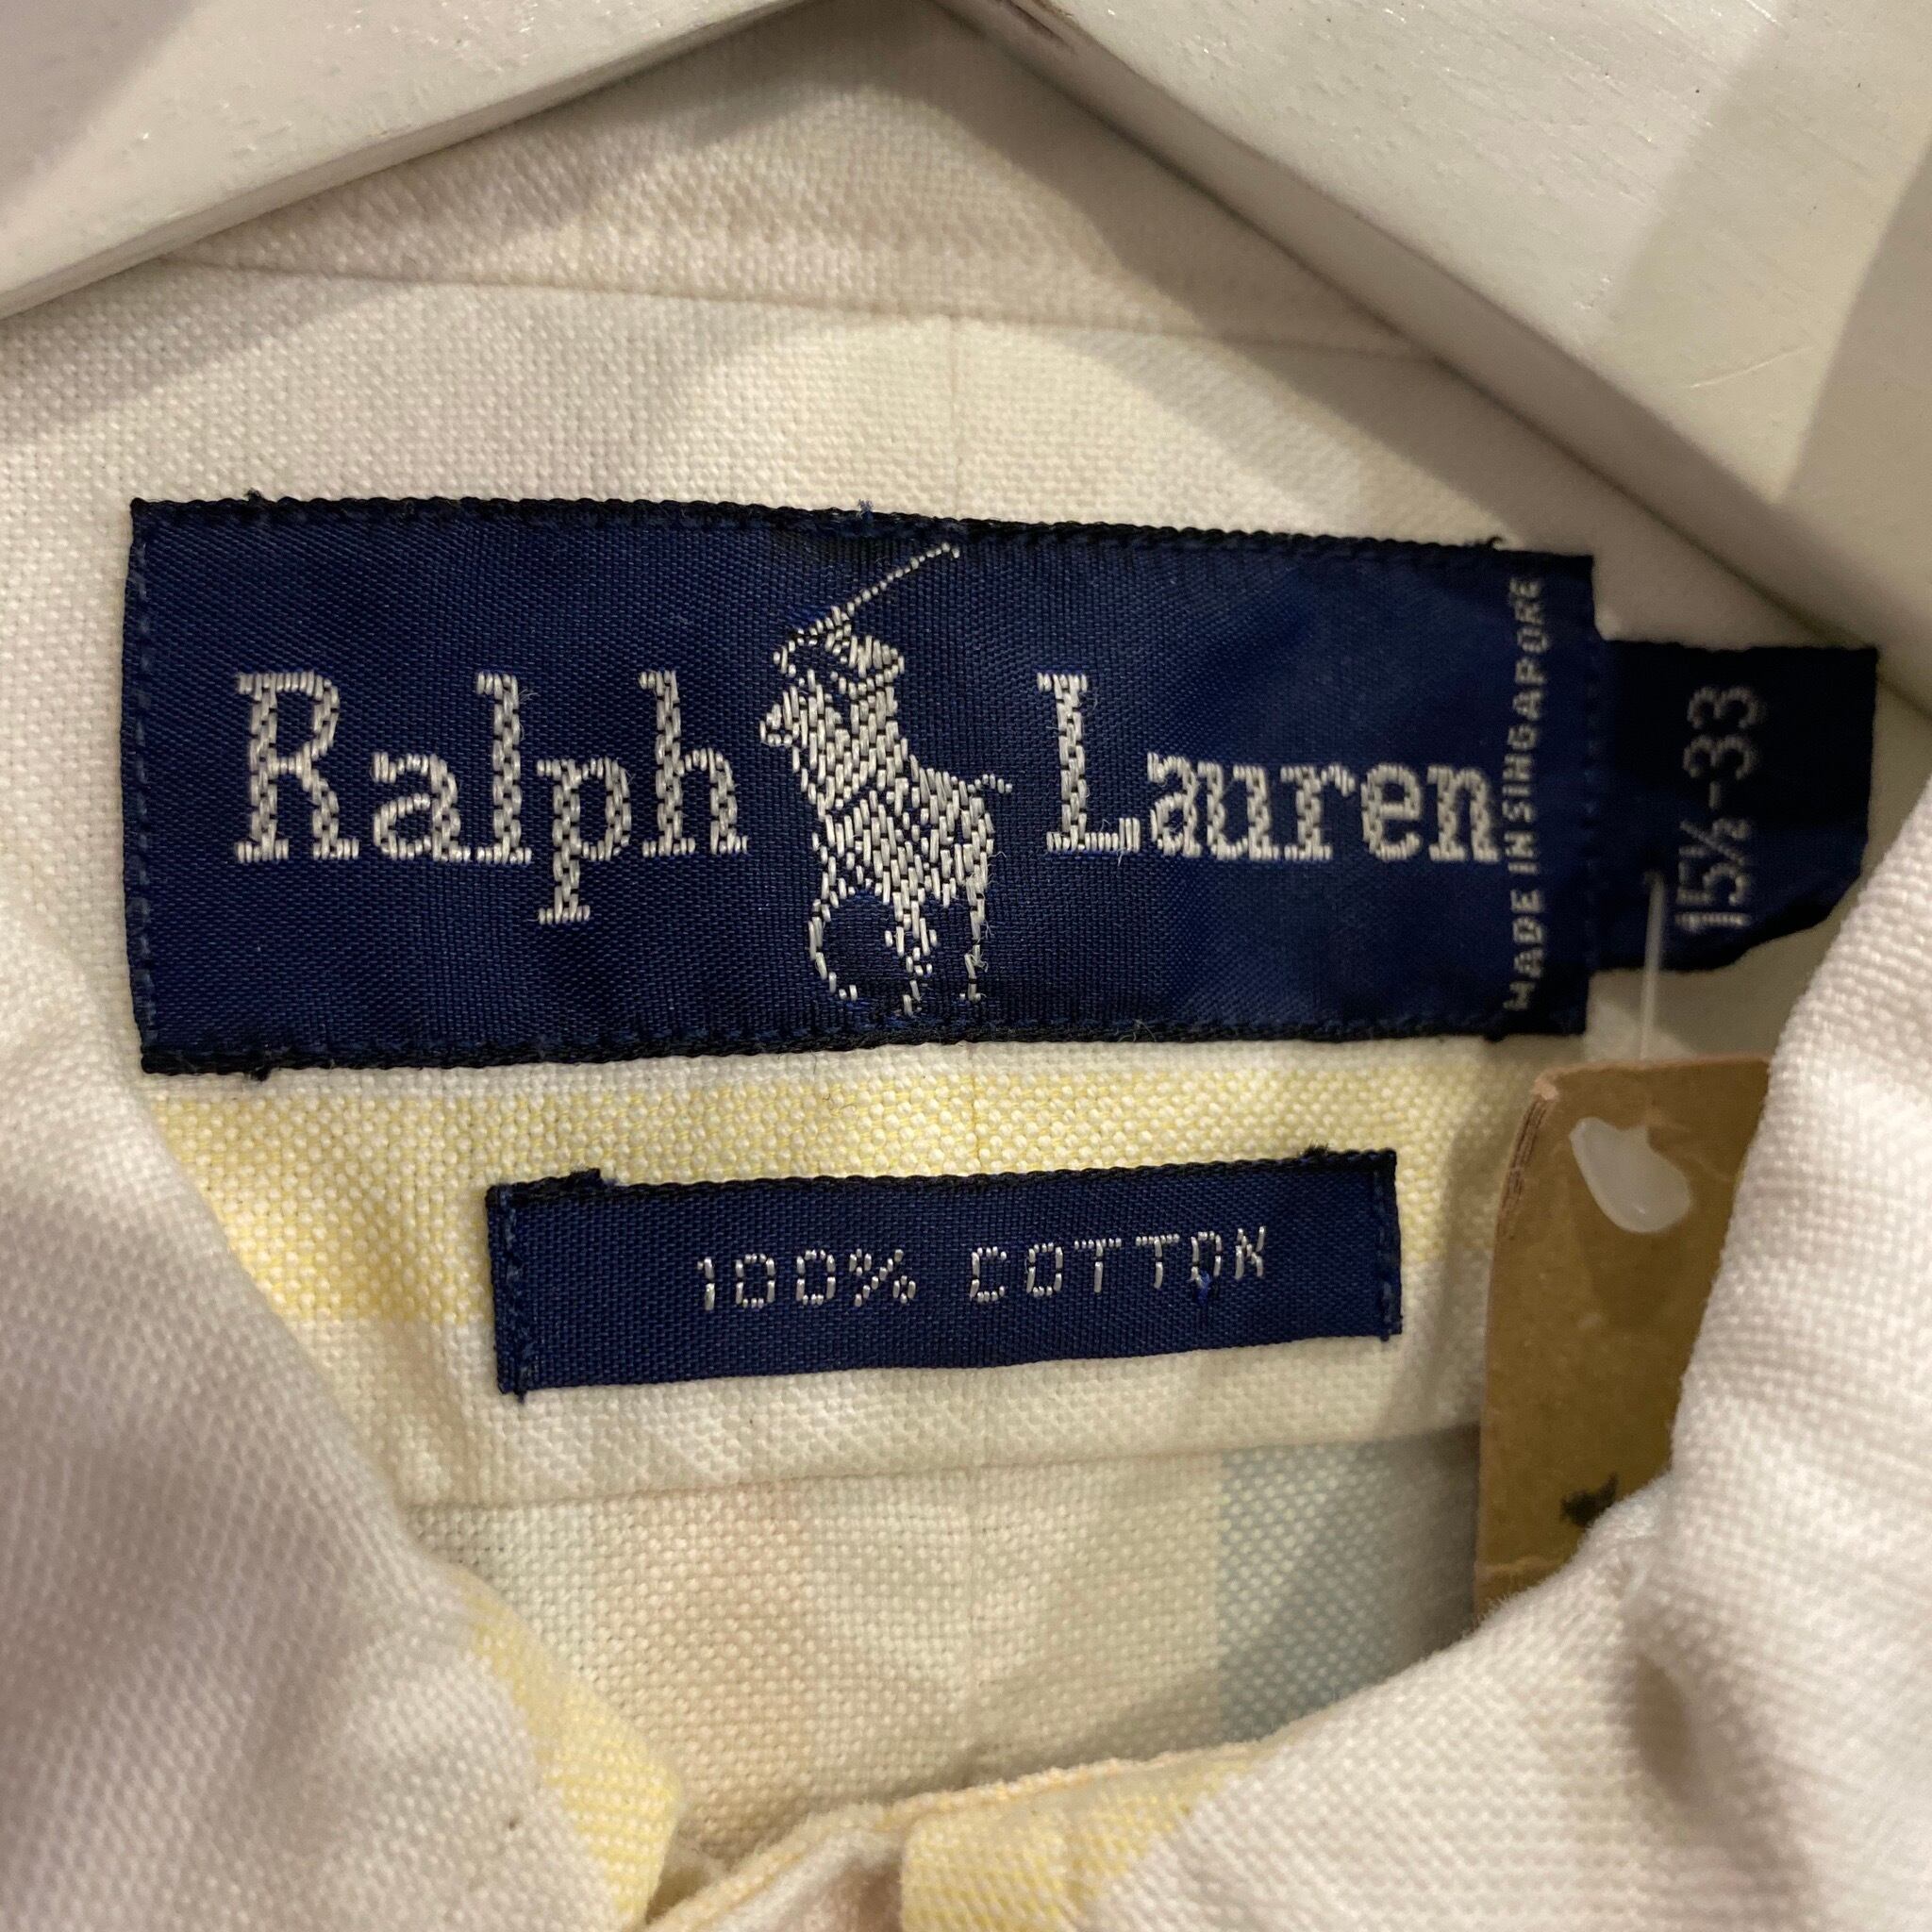 Ralph Lauren
MADE IN SINGAPORE
15½-33
100% COTTON